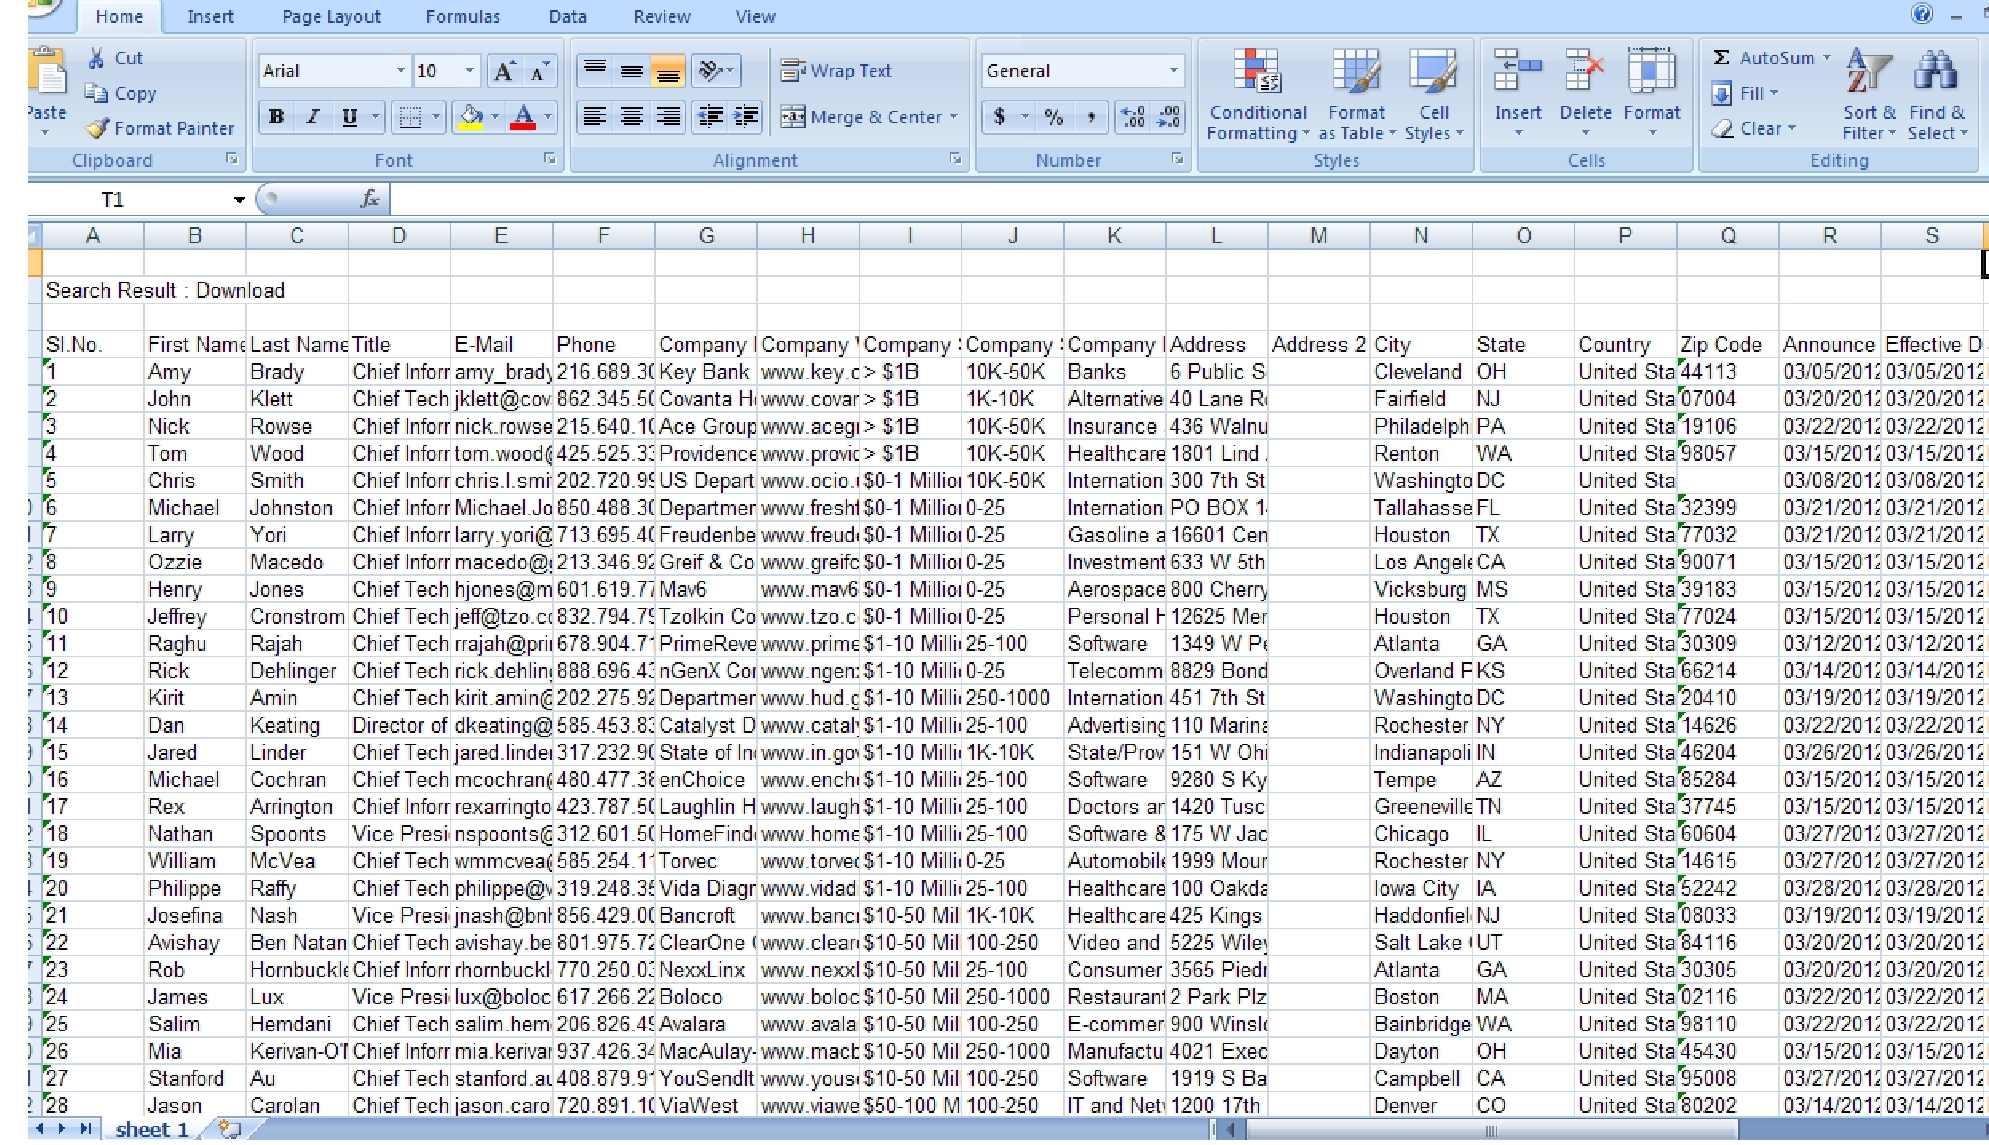 Home Insert Page Layout Formulas Data Review View
Cut
Copy
Format Painter
Paste
Clipboard
Arial 10
B I U
Font
Wrap Text
Merge & Center
Alignment
General
$ % ,
Number
Conditional Formatting
Format as Table
Cell Styles
Styles
Insert Delete Format
Cells
Σ AutoSum
Fill
Clear
Sort & Filter
Find & Select
Editing
T1 fx
A B C D E F G H I J K L M N O P Q R S
Search Result : Download
Sl.No. First Name Last Name Title E-Mail Phone Company Company Company Company Company Address Address 2 City State Country Zip Code Announce Effective D
1 Amy Brady Chief Inforr amy_brady 216.689.30 Key Bank www.key.c > $1B 10K-50K Banks 6 Public S Cleveland OH United Sta 44113 03/05/2012 03/05/2012
2 John Klett Chief Tech jklett@cov 862.345.50 Covanta H www.covar > $1B 1K-10K Alternative 40 Lane R Fairfield NJ United Sta 07004 03/20/2012 03/20/2012
3 Nick Rowse Chief Inforr nick.rowse 215.640.10 Ace Group www.aceg > $1B 10K-50K Insurance 436 Walnu Philadelph PA United Sta 19106 03/22/2012 03/22/2012
4 Tom Wood Chief Inforr tom.wood@ 425.525.33 Providence www.provic > $1B 10K-50K Healthcare 1801 Lind Renton WA United Sta 98057 03/15/2012 03/15/2012
5 Chris Smith Chief Inforr chris.l.smi 202.720.99 US Depart www.ocio. $0-1 Million 10K-50K Internation 300 7th St Washingto DC United Sta 03/08/2012 03/08/2012
6 Michael Johnston Chief Inforr Michael.Jo 850.488.30 Departmer www.freshf $0-1 Million 0-25 Internation PO BOX 1 Tallahasse FL United Sta 32399 03/21/2012 03/21/2012
7 Larry Yori Chief Inforr larry.yori@ 713.695.40 Freudenbe www.freud $0-1 Million 0-25 Gasoline a 16601 Cen Houston TX United Sta 77032 03/21/2012 03/21/2012
8 Ozzie Macedo Chief Inforr macedo@ 213.346.92 Greif & Co www.greifc $0-1 Million 0-25 Investment 633 W 5th Los Angele CA United Sta 90071 03/15/2012 03/15/2012
9 Henry Jones Chief Tech hjones@m 601.619.77 Mav6 www.mav6 $0-1 Million 0-25 Aerospace 800 Cherry Vicksburg MS United Sta 39183 03/15/2012 03/15/2012
10 Jeffrey Cronstrom Chief Tech jeff@tzo.co 832.794.79 Tzolkin Co www.tzo.c $0-1 Million 0-25 Personal H 12625 Mer Houston TX United Sta 77024 03/15/2012 03/15/2012
11 Raghu Rajah Chief Tech rrajah@pri 678.904.71 PrimeReve www.prime $1-10 Milli 25-100 Software 1349 W Pe Atlanta GA United Sta 30309 03/12/2012 03/12/2012
12 Rick Dehlinger Chief Tech rick.dehlin 888.696.43 nGenX Cor www.ngen $1-10 Milli 0-25 Telecomm 8829 Bond Overland P KS United Sta 66214 03/14/2012 03/14/2012
13 Kirit Amin Chief Tech kirit.amin@ 202.275.92 Departmer www.hud.g $1-10 Milli 250-1000 Internation 451 7th St Washingto DC United Sta 20410 03/19/2012 03/19/2012
14 Dan Keating Director of dkeating@ 585.453.83 Catalyst D www.cataly $1-10 Milli 25-100 Advertising 110 Marina Rochester NY United Sta 14626 03/22/2012 03/22/2012
15 Jared Linder Chief Tech jared.linde 317.232.90 State of In www.in.gov $1-10 Milli 1K-10K State/Prov 151 W Ohi Indianapoli IN United Sta 46204 03/26/2012 03/26/2012
16 Michael Cochran Chief Tech mcochran@ 480.477.38 enChoice www.ench $1-10 Milli 25-100 Software 9280 S Ky Tempe AZ United Sta 85284 03/15/2012 03/15/2012
17 Rex Arrington Chief Inforr rexarringto 423.787.50 Laughlin H www.laugh $1-10 Milli 25-100 Doctors ar 1420 Tusc Greeneville TN United Sta 37745 03/15/2012 03/15/2012
18 Nathan Spoonts Vice Presi nspoonts@ 312.601.50 HomeFind www.home $1-10 Milli 25-100 Software & 175 W Jac Chicago IL United Sta 60604 03/27/2012 03/27/2012
19 William McVea Chief Tech wmmcvea@ 585.254.11 Torvec www.torvec $1-10 Milli 0-25 Automobile 1999 Mour Rochester NY United Sta 14615 03/27/2012 03/27/2012
20 Philippe Raffy Chief Tech philippe@v 319.248.35 Vida Diagr www.vidad $1-10 Milli 25-100 Healthcare 100 Oakda Iowa City IA United Sta 52242 03/28/2012 03/28/2012
21 Josefina Nash Vice Presi jnash@bnh 856.429.00 Bancroft www.bancr $10-50 Mil 1K-10K Healthcare 425 Kings Haddonfiel NJ United Sta 08033 03/19/2012 03/19/2012
22 Avishay Ben Natan Chief Tech avishay.be 801.975.72 ClearOne www.clear $10-50 Mil 100-250 Video and 5225 Wiley Salt Lake UT United Sta 84116 03/20/2012 03/20/2012
23 Rob Hornbuckle Chief Inforr rhornbuckl 770.250.03 NexxLinx www.nexxl $10-50 Mil 25-100 Consumer 3565 Piedr Atlanta GA United Sta 30305 03/20/2012 03/20/2012
24 James Lux Vice Presi lux@boloc 617.266.22 Boloco www.boloc $10-50 Mil 250-1000 Restaurant 2 Park Plz Boston MA United Sta 02116 03/22/2012 03/22/2012
25 Salim Hemdani Chief Tech salim.hem 206.826.49 Avalara www.avala $10-50 Mil 100-250 E-commer 900 Winsl Bainbridge WA United Sta 98110 03/22/2012 03/22/2012
26 Mia Kerivan-O' Chief Inforr mia.kerivar 937.426.34 MacAulay- www.macb $10-50 Mil 250-1000 Manufactu 4021 Exec Dayton OH United Sta 45430 03/15/2012 03/15/2012
27 Stanford Au Chief Tech stanford.au 408.879.91 YouSendIt www.yous $10-50 Mil 100-250 Software 1919 S Ba Campbell CA United Sta 95008 03/27/2012 03/27/2012
28 Jason Carolan Chief Tech jason.caro 720.891.10 ViaWest www.viawe $50-100 M 100-250 IT and Net 1200 17th Denver CO United Sta 80202 03/14/2012 03/14/2012
sheet 1